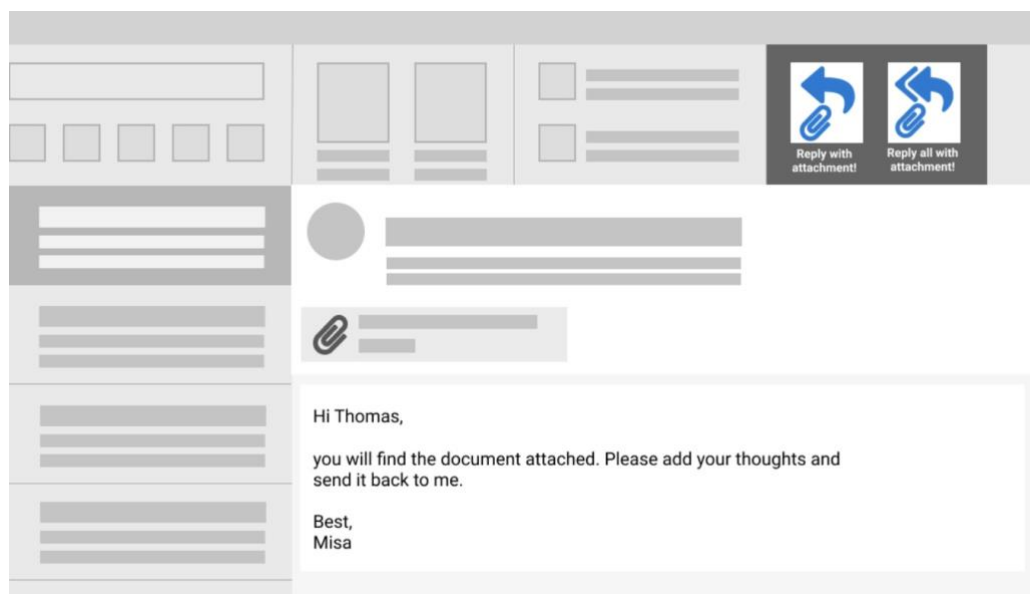 Reply with
attachment!
Reply all with
attachment!
Hi Thomas,
you will find the document attached. Please add your thoughts and
send it back to me.
Best,
Misa